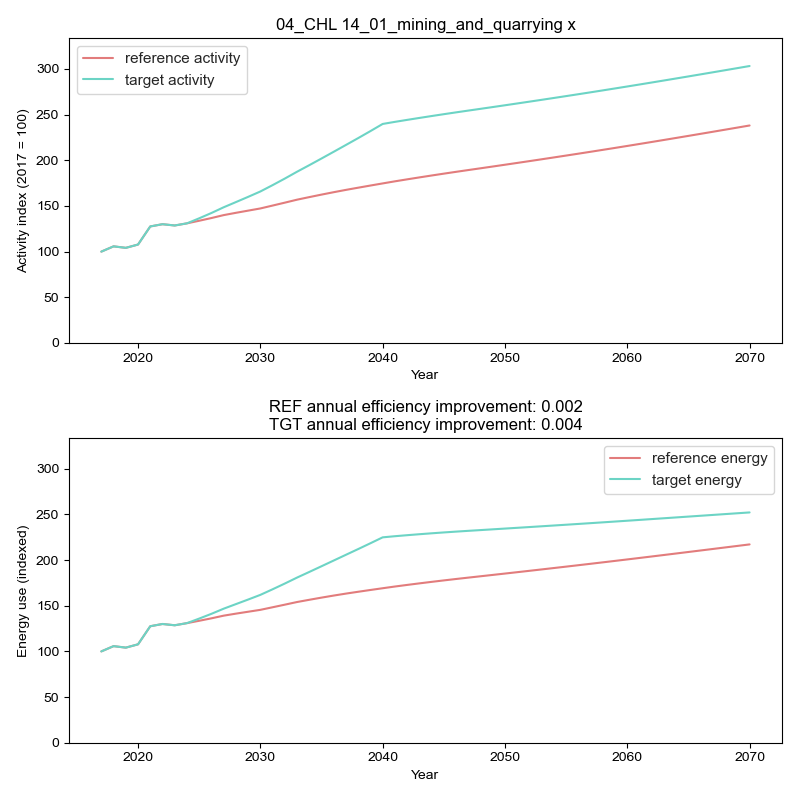 04_CHL 14_01_mining_and_quarrying x
reference activity
target activity
Activity index (2017 = 100)
300
250
200
150
100
50
0
2020 2030 2040 2050 2060 2070
Year
REF annual efficiency improvement: 0.002
TGT annual efficiency improvement: 0.004
reference energy
target energy
Energy use (indexed)
300
250
200
150
100
50
0
2020 2030 2040 2050 2060 2070
Year